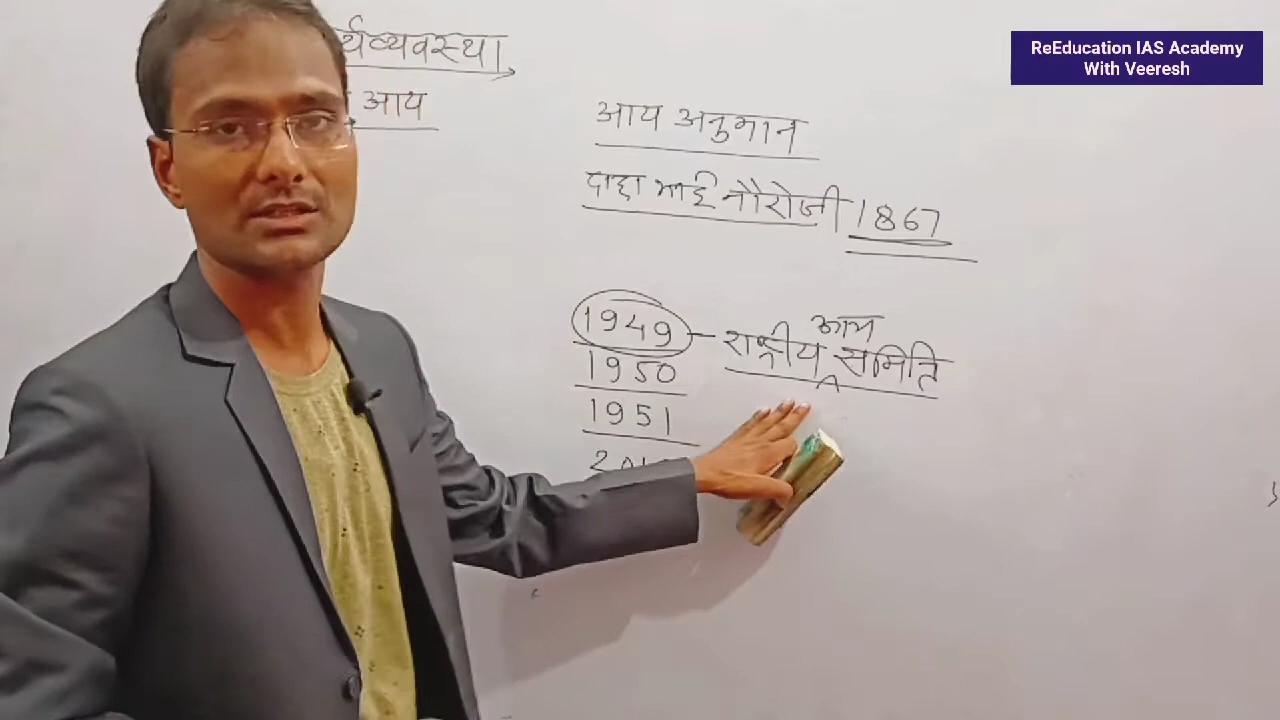 ReEducation IAS Academy
With Veeresh
र्थव्यवस्था
आय
आय अनुमान
दादा भाई नौरोजी 1867
1949 – राष्ट्रीय आय समिति
1950
1951